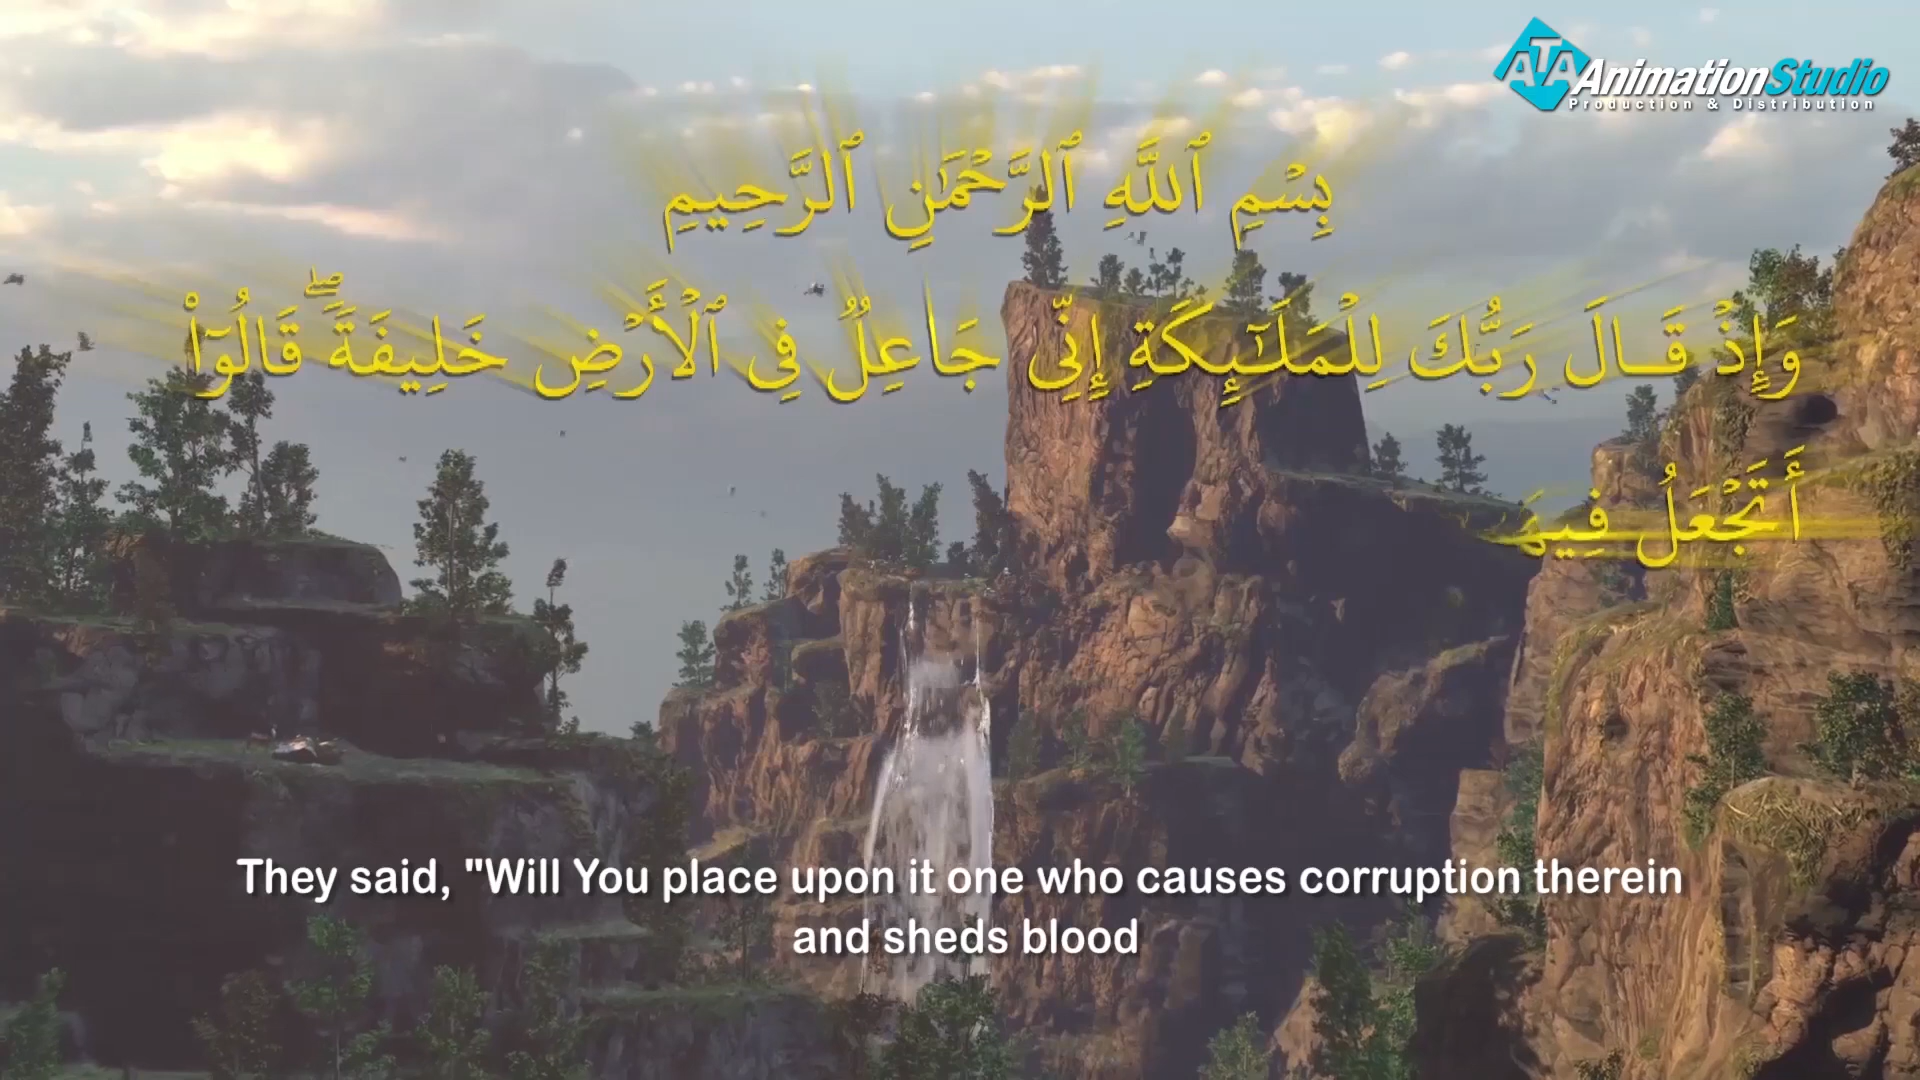 ATA AnimationStudio
Production & Distribution
بِسْمِ ٱللَّهِ ٱلرَّحْمَٰنِ ٱلرَّحِيمِ
وَإِذْ قَالَ رَبُّكَ لِلْمَلَٰٓئِكَةِ إِنِّى جَاعِلٌ فِى ٱلْأَرْضِ خَلِيفَةً ۖ قَالُوٓا۟
أَتَجْعَلُ فِيهَ
They said, "Will You place upon it one who causes corruption therein
and sheds blood